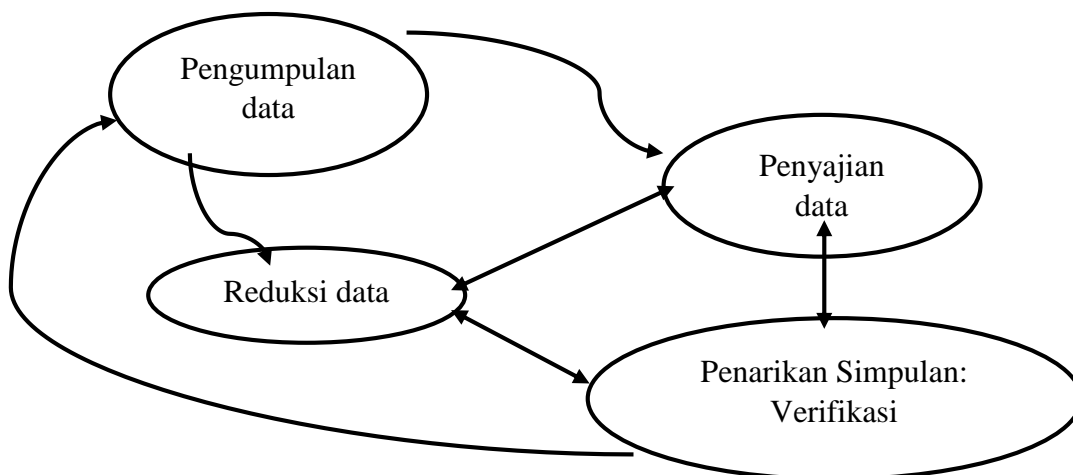 Pengumpulan
data
Penyajian
data
Reduksi data
Penarikan Simpulan:
Verifikasi